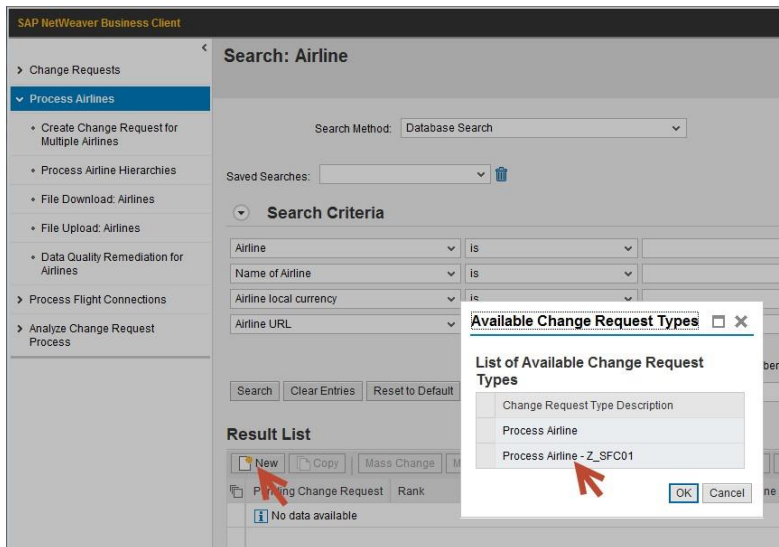 SAP NetWeaver Business Client
Change Requests
Process Airlines
Create Change Request for
Multiple Airlines
Process Airline Hierarchies
File Download: Airlines
File Upload: Airlines
Data Quality Remediation for
Airlines
Process Flight Connections
Analyze Change Request
Process
Search: Airline
Search Method: Database Search
Saved Searches:
Search Criteria
Airline is
Name of Airline is
Airline local currency is
Airline URL
Search Clear Entries Reset to Default
Result List
New Copy Mass Change
Change Request Rank
No data available
Available Change Request Types
List of Available Change Request
Types
Change Request Type Description
Process Airline
Process Airline - Z_SFC01
OK Cancel